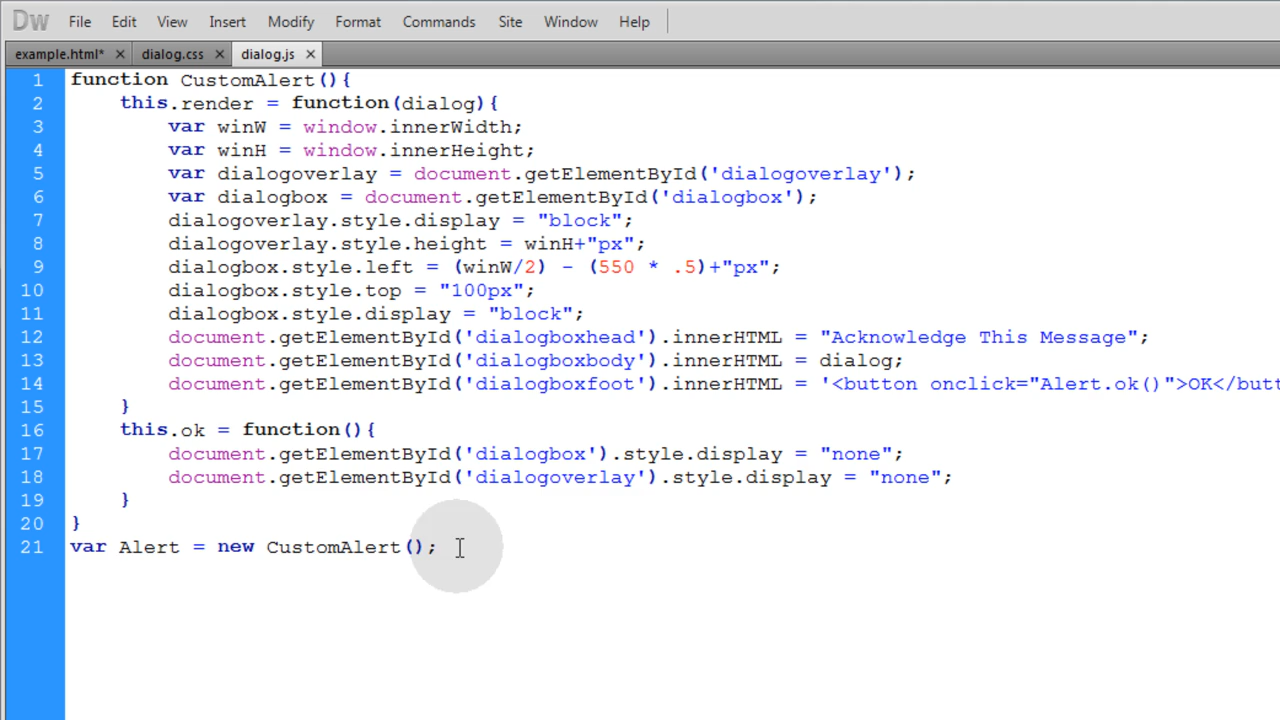 Dw File Edit View Insert Modify Format Commands Site Window Help
example.html* × dialog.css × dialog.js ×
1 function CustomAlert(){
2 this.render = function(dialog){
3 var winW = window.innerWidth;
4 var winH = window.innerHeight;
5 var dialogoverlay = document.getElementById('dialogoverlay');
6 var dialogbox = document.getElementById('dialogbox');
7 dialogoverlay.style.display = "block";
8 dialogoverlay.style.height = winH+"px";
9 dialogbox.style.left = (winW/2) - (550 * .5)+"px";
10 dialogbox.style.top = "100px";
11 dialogbox.style.display = "block";
12 document.getElementById('dialogboxhead').innerHTML = "Acknowledge This Message";
13 document.getElementById('dialogboxbody').innerHTML = dialog;
14 document.getElementById('dialogboxfoot').innerHTML = '<button onclick="Alert.ok()">OK</butt
15 }
16 this.ok = function(){
17 document.getElementById('dialogbox').style.display = "none";
18 document.getElementById('dialogoverlay').style.display = "none";
19 }
20 }
21 var Alert = new CustomAlert();